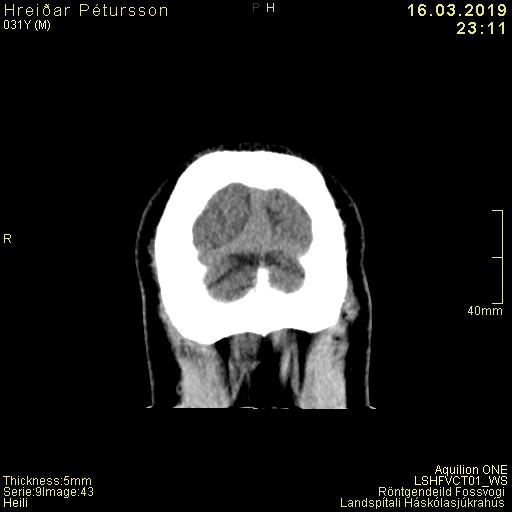 Hreiðar Pétursson
P H
16.03.2019
031Y (M)
23:11
R
40mm
Aquilion ONE
Thickness:5mm
LSHFVCT01_WS
Serie:9Image:43
Röntgendeild Fossvogi
Heili
Landspítali Háskólasjúkrahús